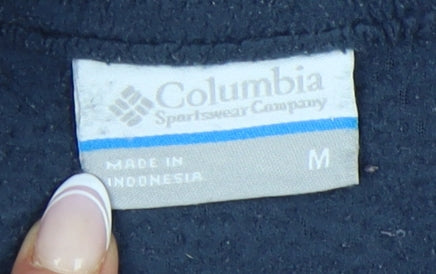 Columbia
Sportswear Company
MADE IN
INDONESIA
M